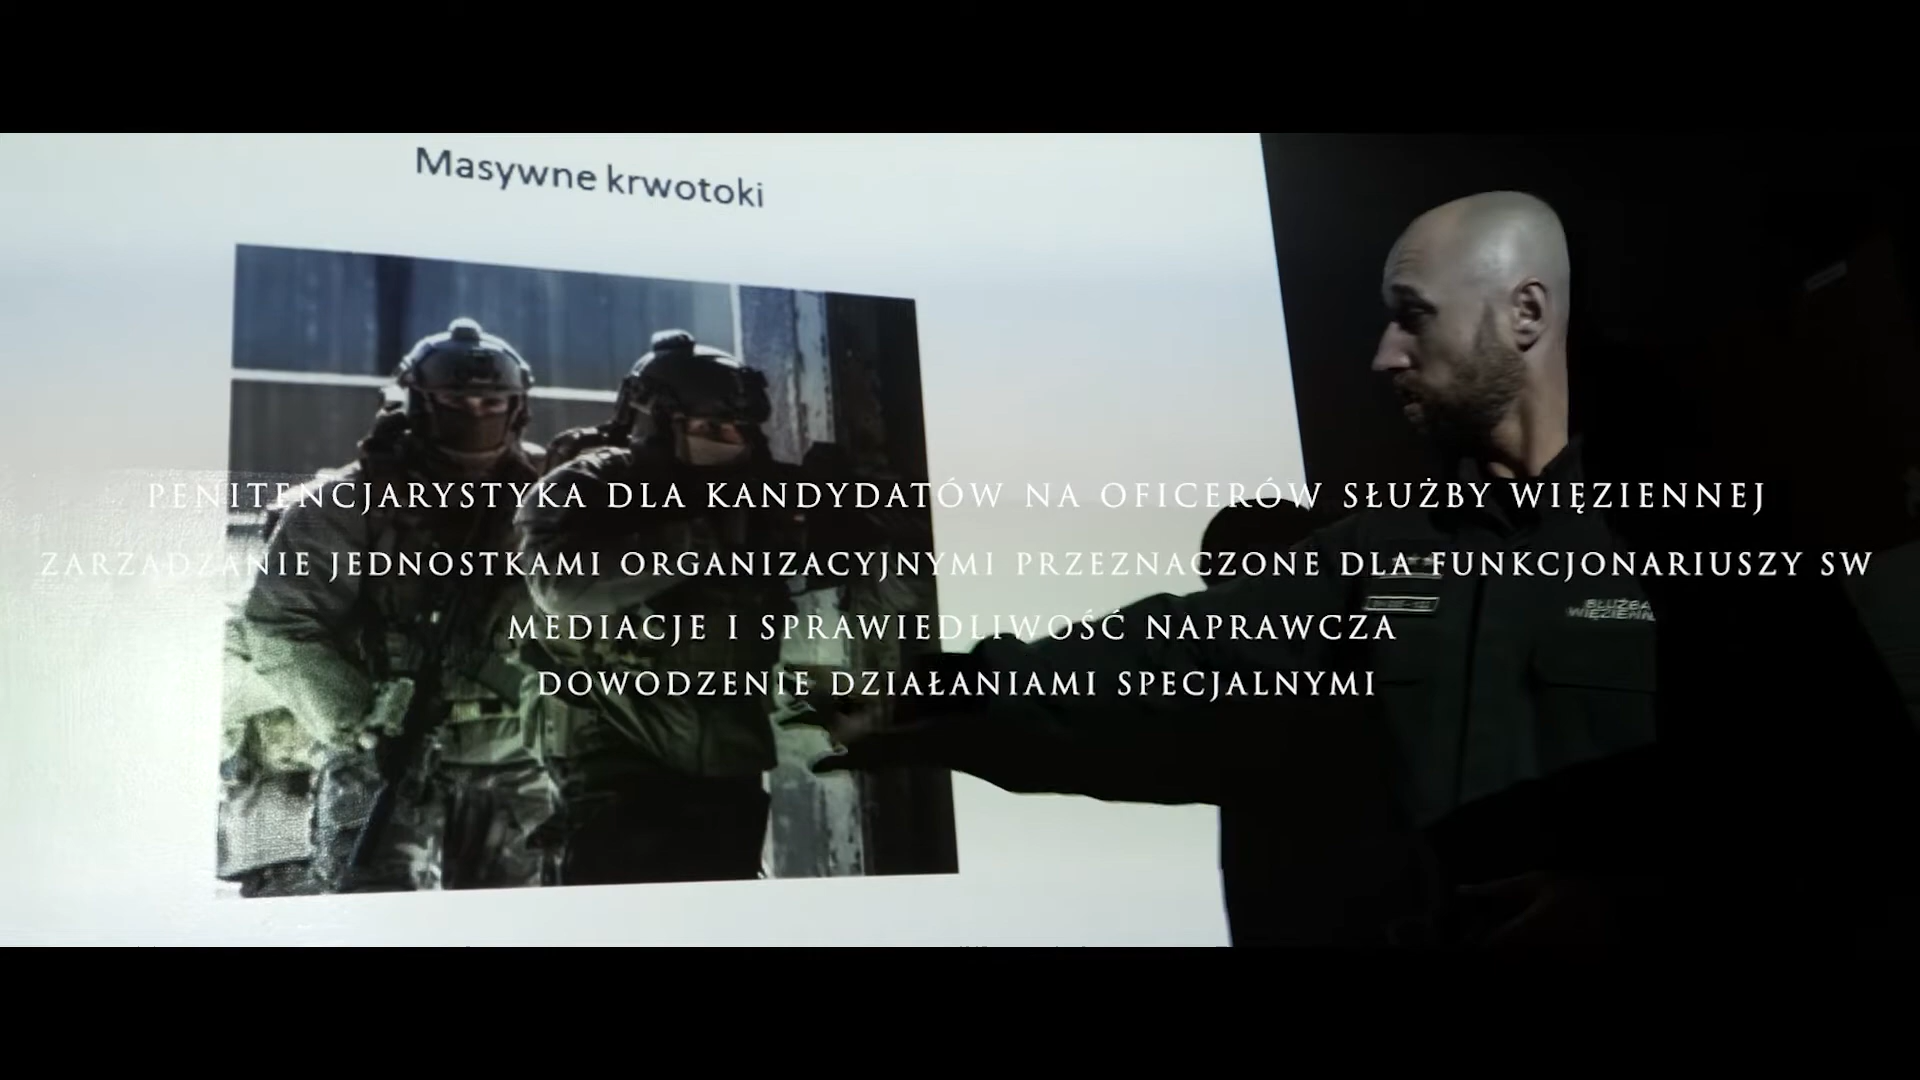 Masywne krwotoki
PENITENCJARYSTYKA DLA KANDYDATÓW NA OFICERÓW SŁUŻBY WIĘZIENNEJ
ZARZĄDZANIE JEDNOSTKAMI ORGANIZACYJNYMI PRZEZNACZONE DLA FUNKCJONARIUSZY SW
MEDIACJE I SPRAWIEDLIWOŚĆ NAPRAWCZA
DOWODZENIE DZIAŁANIAMI SPECJALNYMI
SŁUŻBA
WIĘZIENN